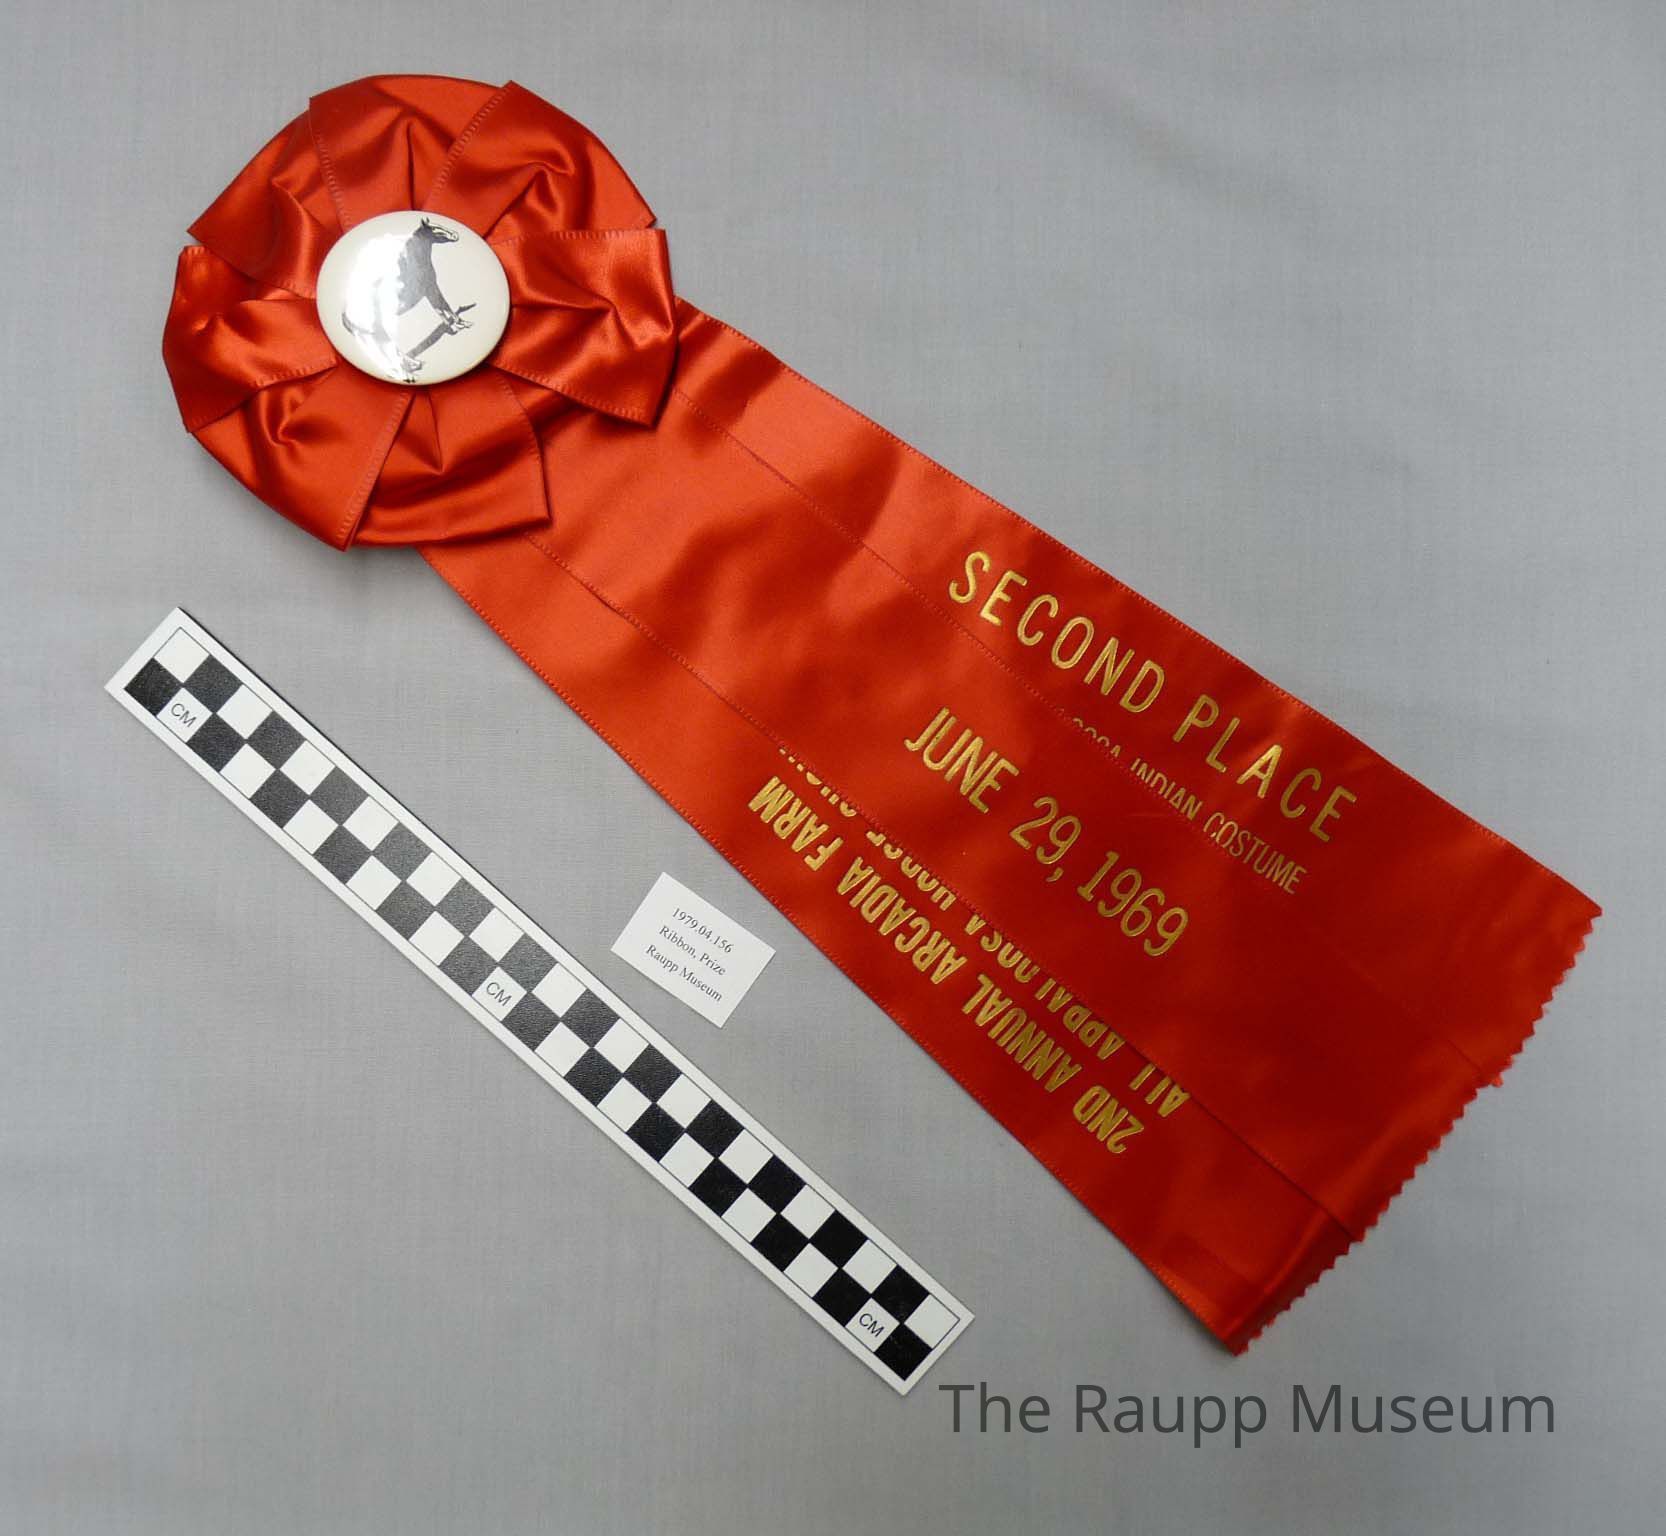 SECOND PLACE
INDIAN COSTUME
JUNE 29, 1969
2ND ANNUAL ARCADIA FARM
ALL APPALOOSA HORSE SHOW
1979.04.156
Ribbon, Prize
Raupp Museum
CM
CM
CM
The Raupp Museum